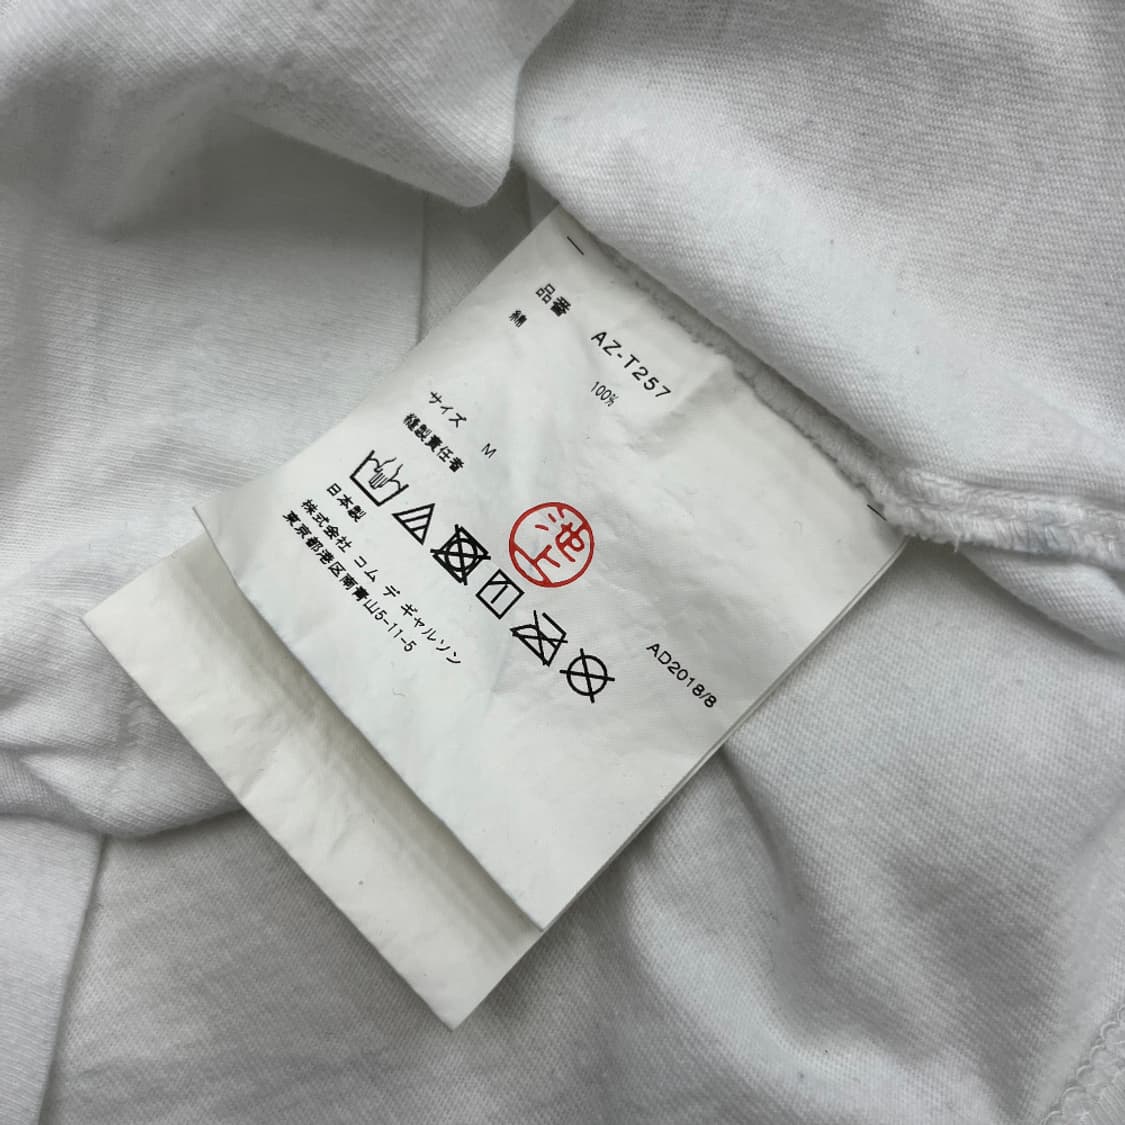 品番 AZ-T257
綿 100%
サイズ M
縫製責任者
池上
日本製
株式会社 コム デ ギャルソン
東京都港区南青山5-11-5
AD2018/8